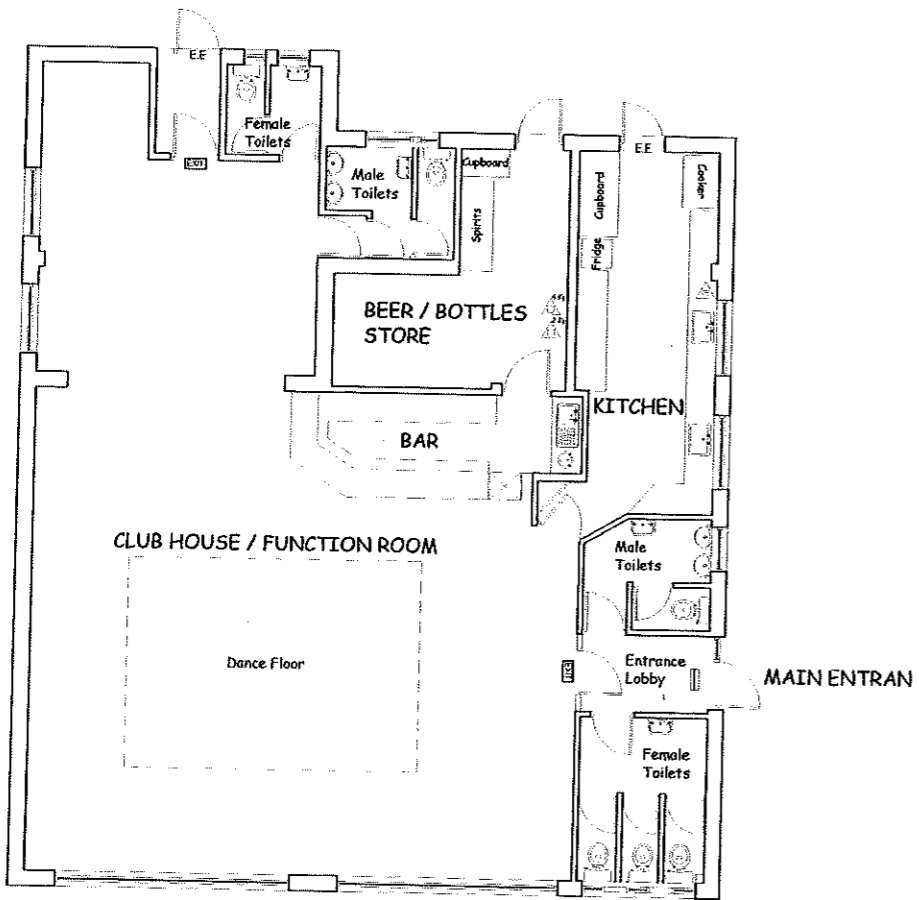 E.E
Female
Toilets
EXIT
Male
Toilets
Cupboard
Spirits
E.E
Cupboard
Cooker
Fridge
BEER / BOTTLES
STORE
KITCHEN
BAR
CLUB HOUSE / FUNCTION ROOM
Male
Toilets
Dance Floor
Entrance
Lobby
MAIN ENTRAN
Female
Toilets